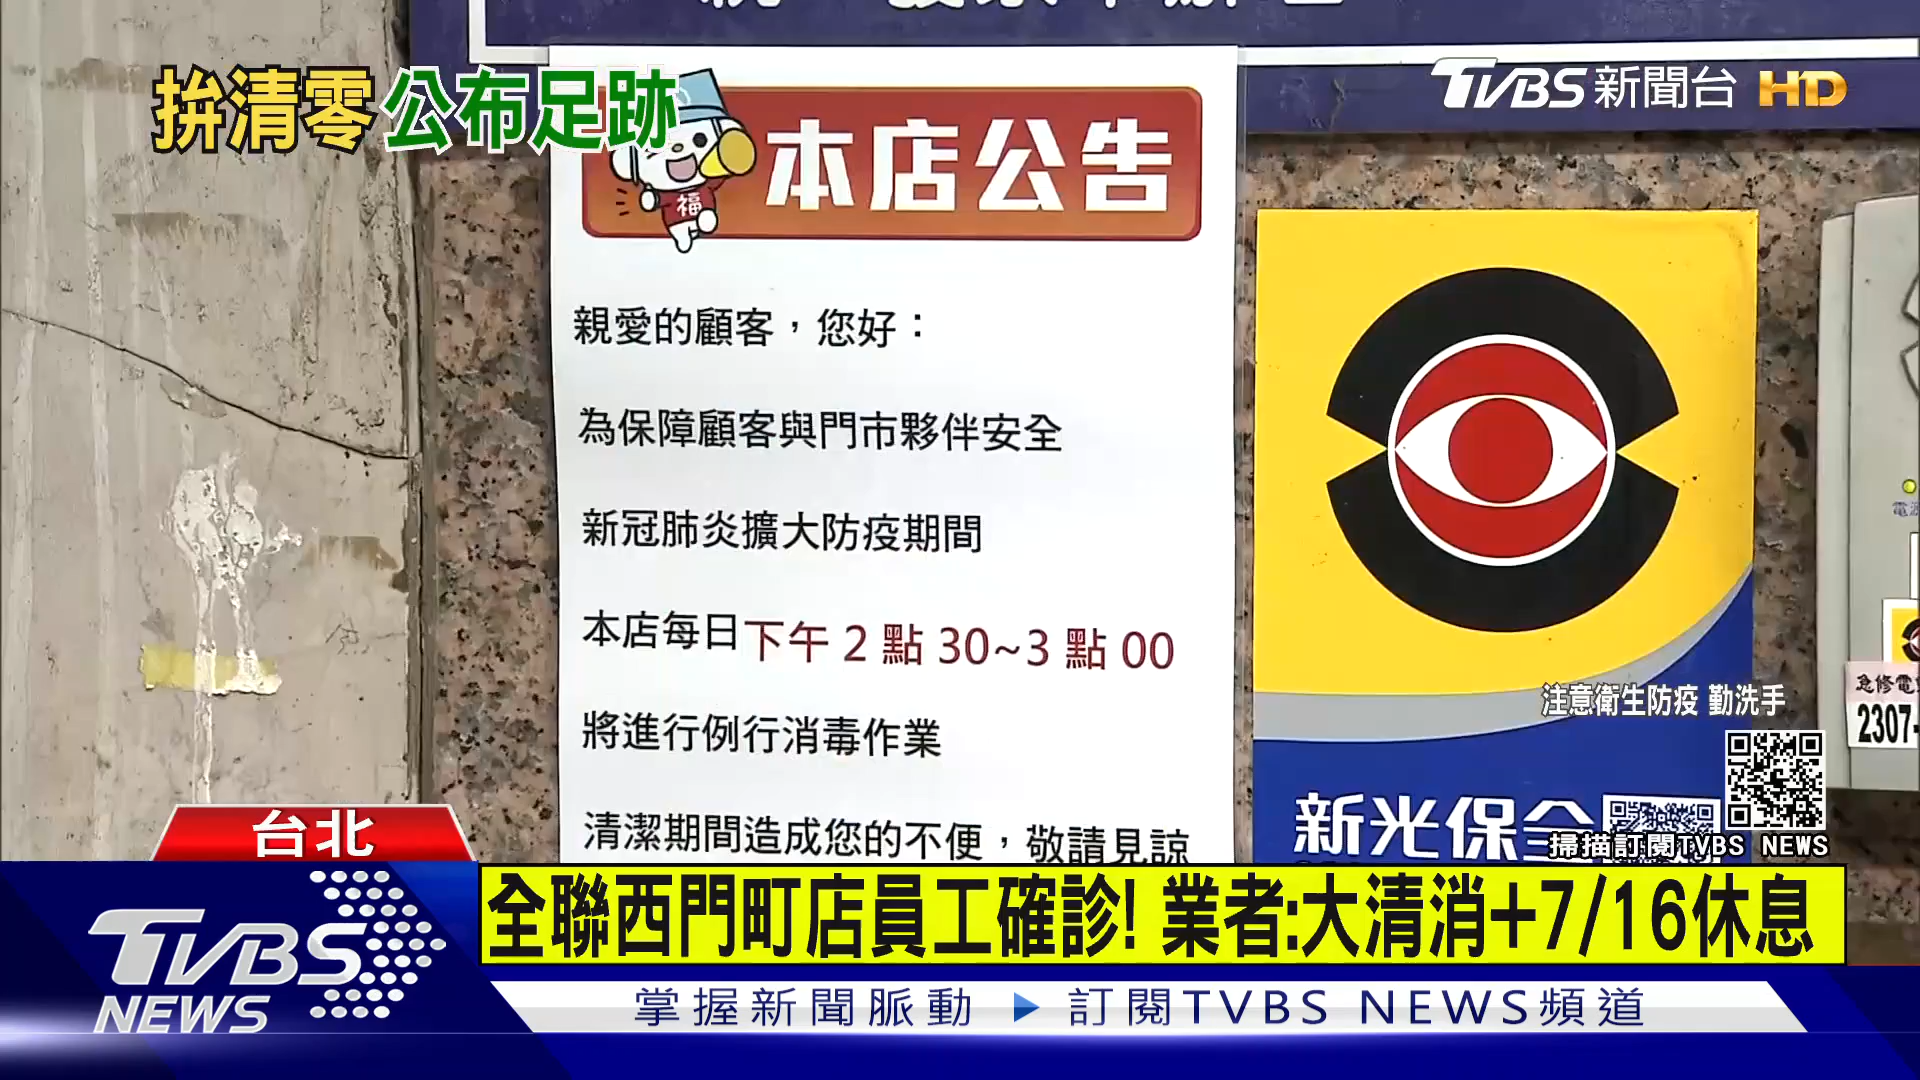 拚清零 公布足跡
TVBS新聞台 HD
本店公告
福
親愛的顧客，您好：
為保障顧客與門市夥伴安全
新冠肺炎擴大防疫期間
本店每日下午 2 點 30~3 點 00
將進行例行消毒作業
清潔期間造成您的不便，敬請見諒
急修電
2307-
注意衛生防疫 勤洗手
新光保全
掃描訂閱TVBS NEWS
台北
全聯西門町店員工確診! 業者:大清消+7/16休息
TVBS NEWS
掌握新聞脈動 ▶ 訂閱TVBS NEWS頻道